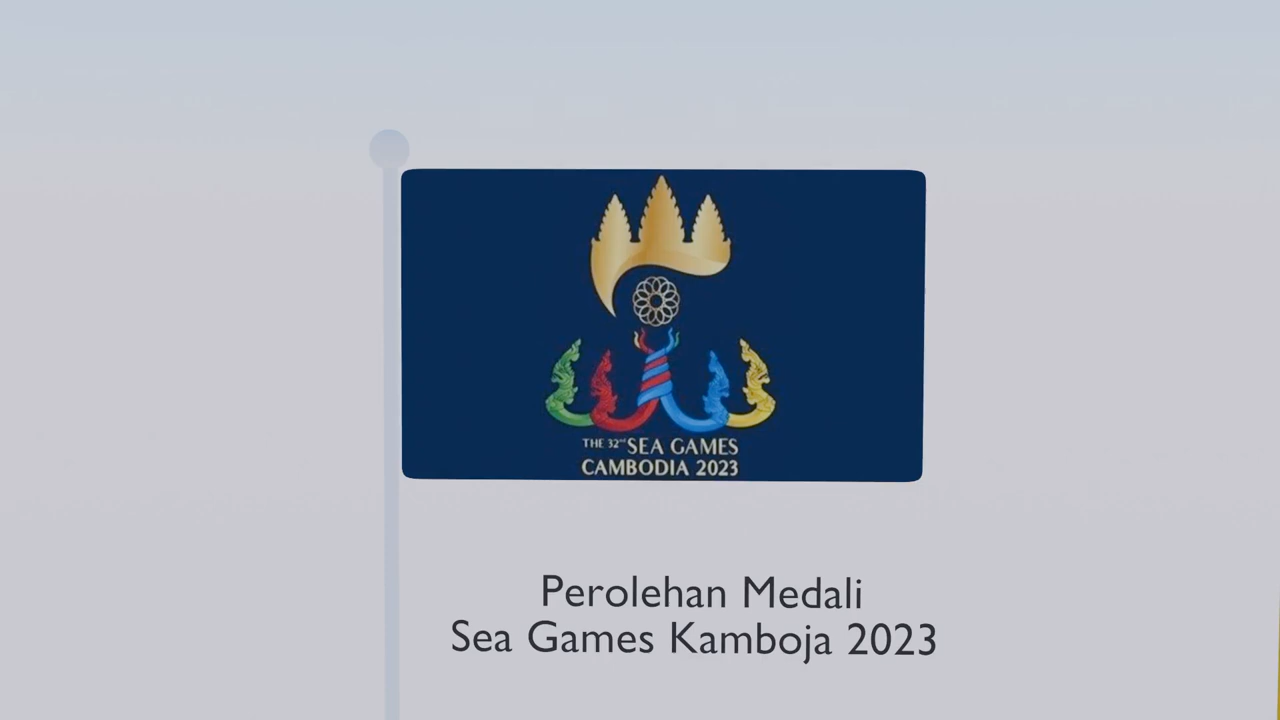 THE 32nd SEA GAMES
CAMBODIA 2023
Perolehan Medali
Sea Games Kamboja 2023